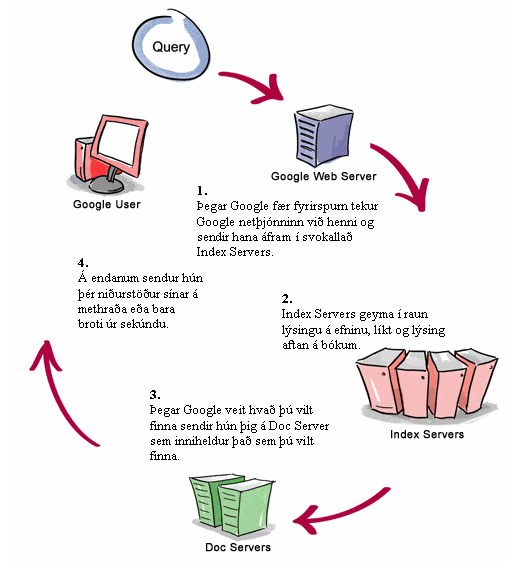 Query
Google Web Server
Google User
1.
Þegar Google fær fyrirspurn tekur
Google netþjónninn við henni og
sendir hana áfram í svokallað
Index Servers.
2.
Index Servers geyma í raun
lýsingu á efninu, líkt og lýsing
aftan á bókum.
Index Servers
3.
Þegar Google veit hvað þú vilt
finna sendir hún þig á Doc Server
sem inniheldur það sem þú vilt
finna.
Doc Servers
4.
Á endanum sendur hún
þér niðurstöður sínar á
methraða eða bara
broti úr sekúndu.